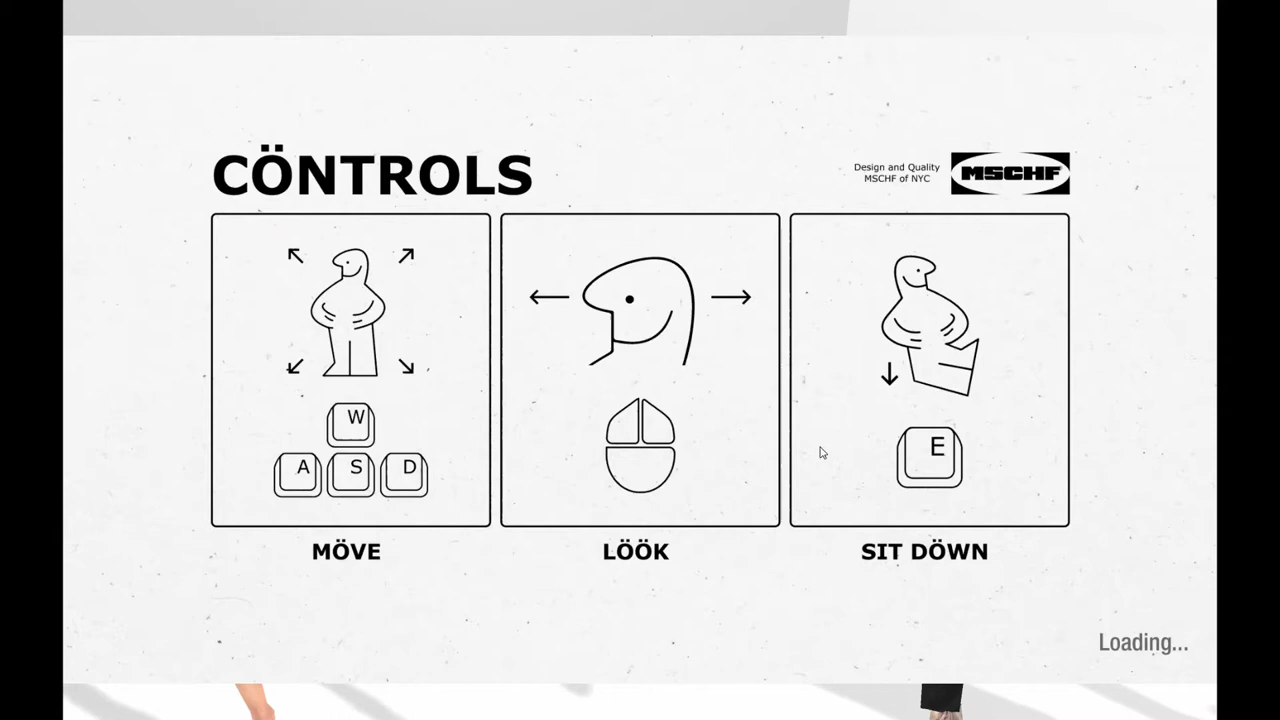 CÖNTROLS
Design and Quality
MSCHF of NYC
MSCHF
W
A S D
E
MÖVE
LÖÖK
SIT DÖWN
Loading...